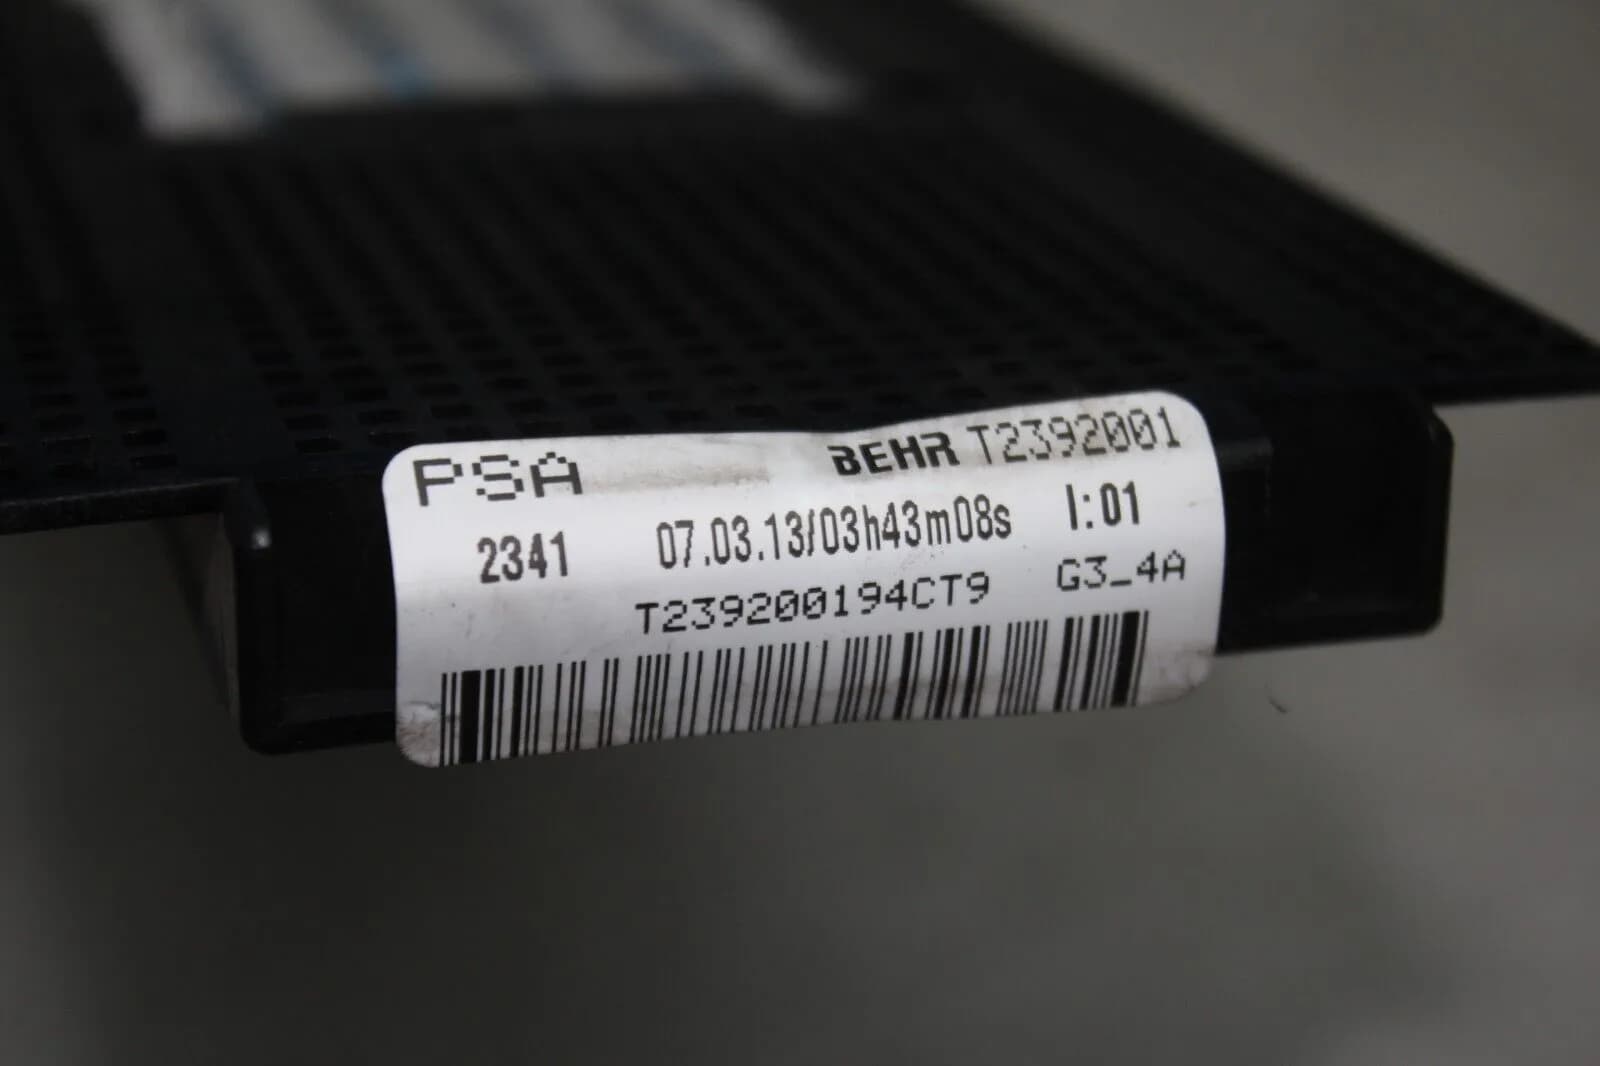 PSA BEHR T2392001
2341 07.03.13/03h43m08s I:01
T239200194CT9 G3_4A